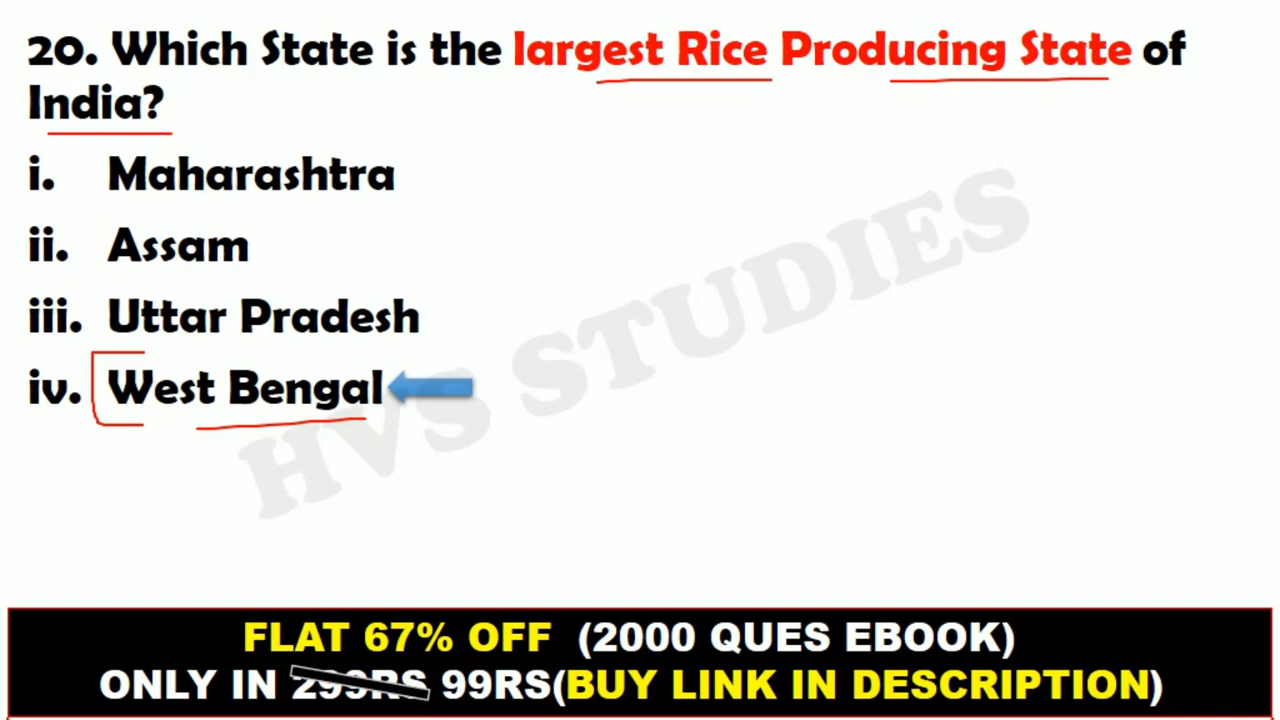 20. Which State is the largest Rice Producing State of
India?
i. Maharashtra
ii. Assam
iii. Uttar Pradesh
iv. West Bengal
HVS STUDIES
FLAT 67% OFF (2000 QUES EBOOK)
ONLY IN 299RS 99RS(BUY LINK IN DESCRIPTION)